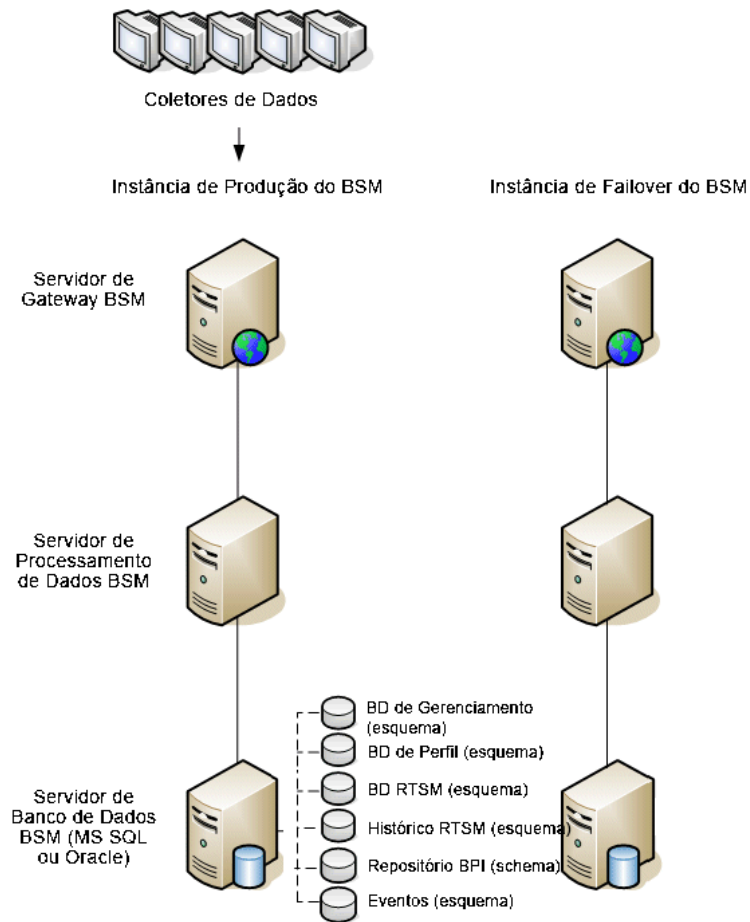 Coletores de Dados
Instância de Produção do BSM
Instância de Failover do BSM
Servidor de
Gateway BSM
Servidor de
Processamento
de Dados BSM
BD de Gerenciamento
(esquema)
BD de Perfil (esquema)
BD RTSM (esquema)
Histórico RTSM (esquema)
Repositório BPI (schema)
Eventos (esquema)
Servidor de
Banco de Dados
BSM (MS SQL
ou Oracle)